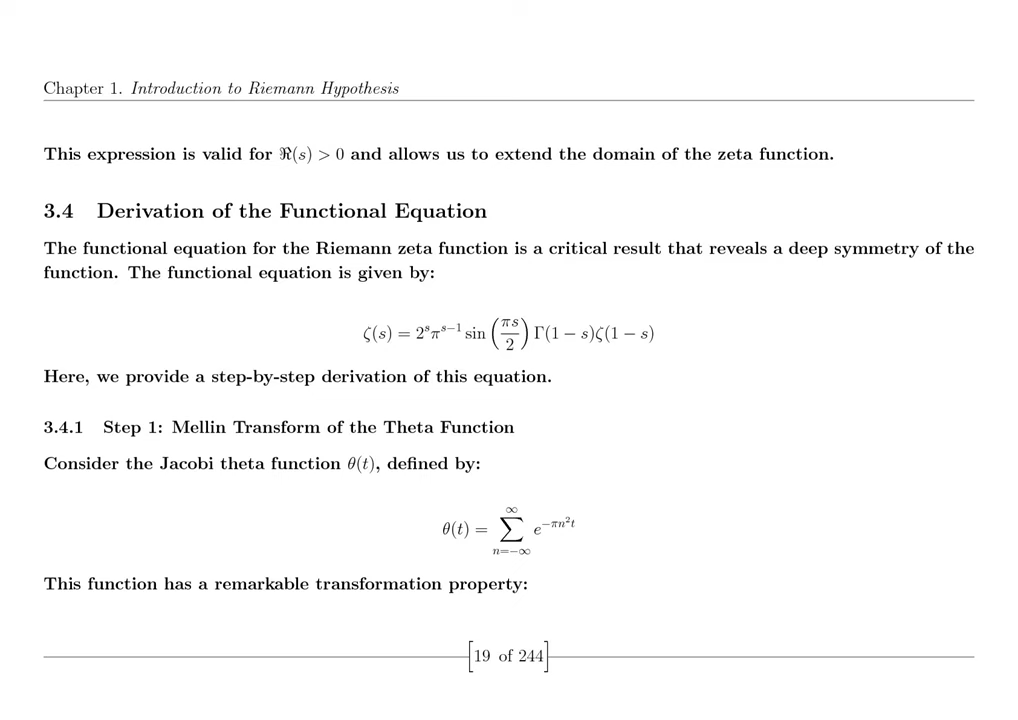 Chapter 1. Introduction to Riemann Hypothesis
This expression is valid for ℜ(s) > 0 and allows us to extend the domain of the zeta function.
3.4 Derivation of the Functional Equation
The functional equation for the Riemann zeta function is a critical result that reveals a deep symmetry of the
function. The functional equation is given by:
ζ(s) = 2^s π^{s−1} sin (πs/2) Γ(1 − s)ζ(1 − s)
Here, we provide a step-by-step derivation of this equation.
3.4.1 Step 1: Mellin Transform of the Theta Function
Consider the Jacobi theta function θ(t), defined by:
θ(t) = ∑_{n=−∞}^{∞} e^{−πn²t}
This function has a remarkable transformation property:
[19 of 244]